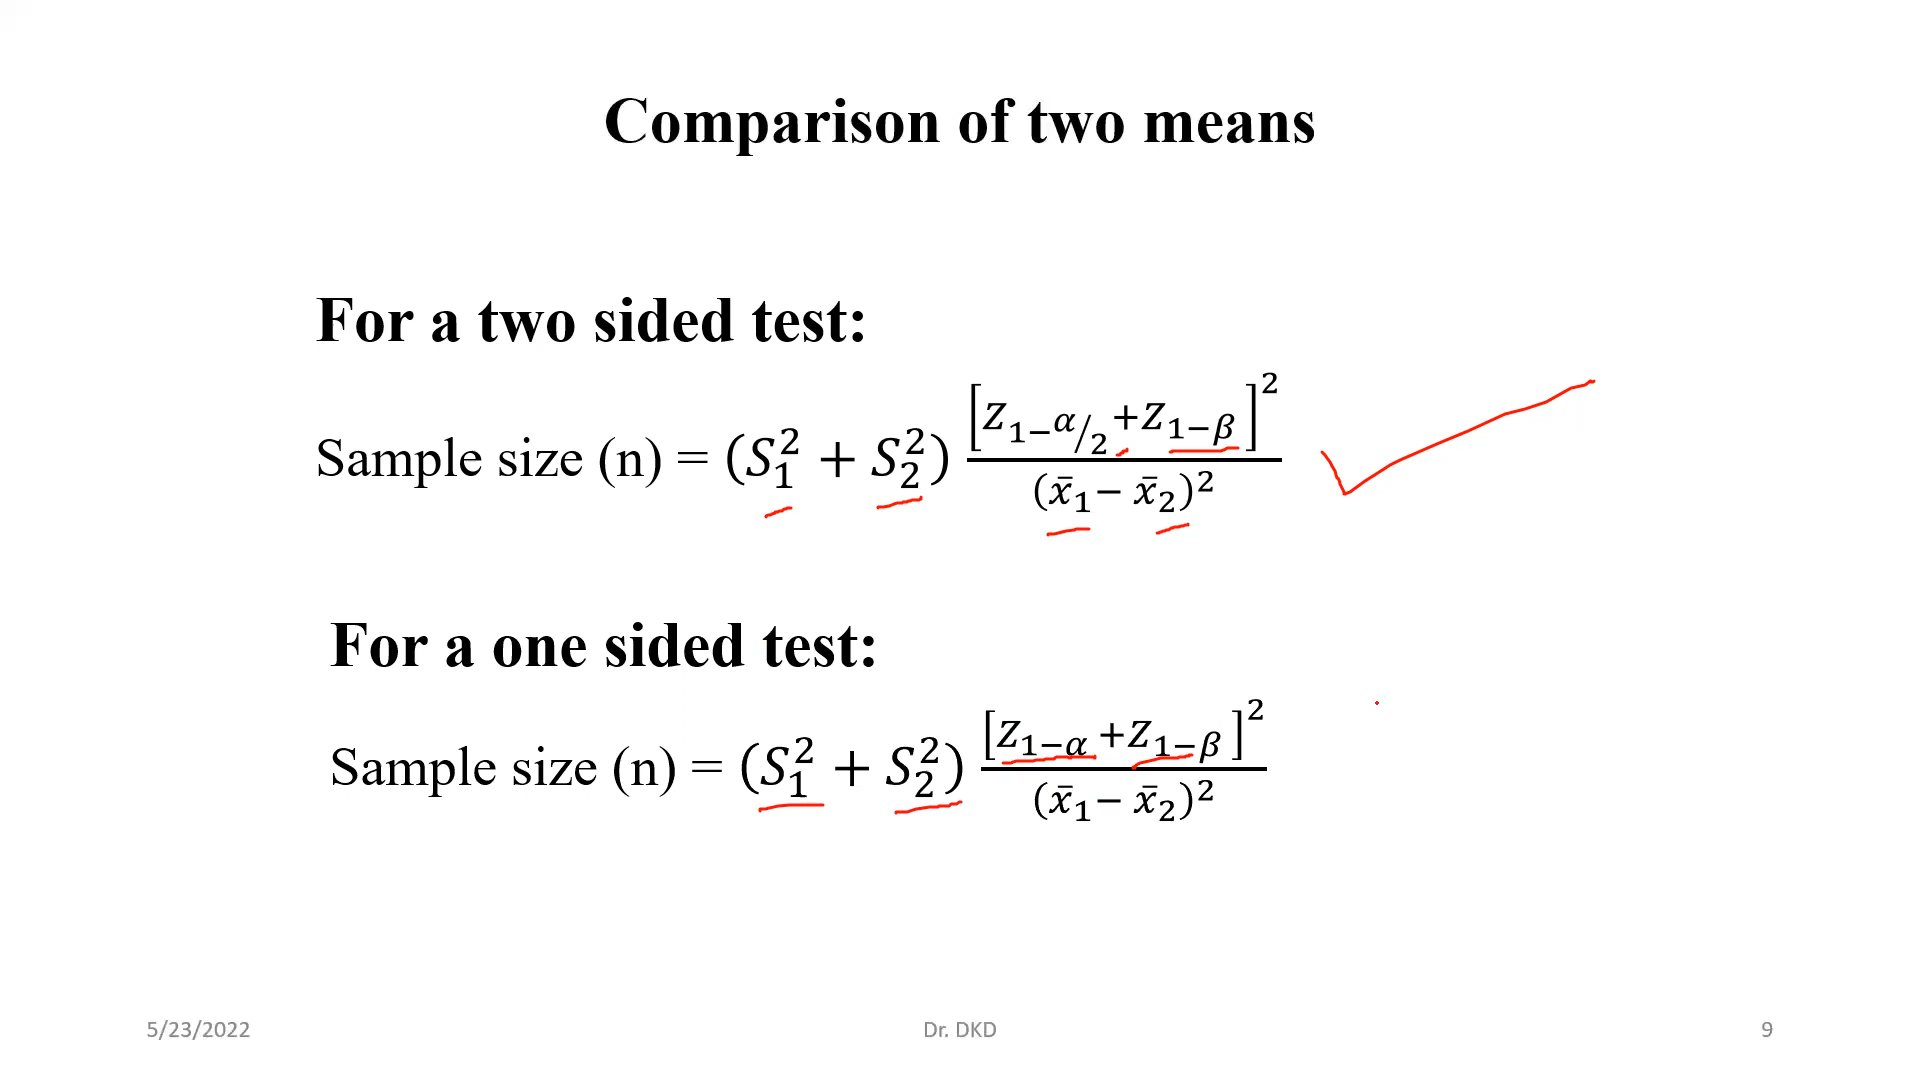 Comparison of two means
For a two sided test:
Sample size (n) = (S₁² + S₂²) [Z₁₋α/₂ + Z₁₋β]² / (x̄₁ − x̄₂)²
For a one sided test:
Sample size (n) = (S₁² + S₂²) [Z₁₋α + Z₁₋β]² / (x̄₁ − x̄₂)²
5/23/2022 Dr. DKD 9